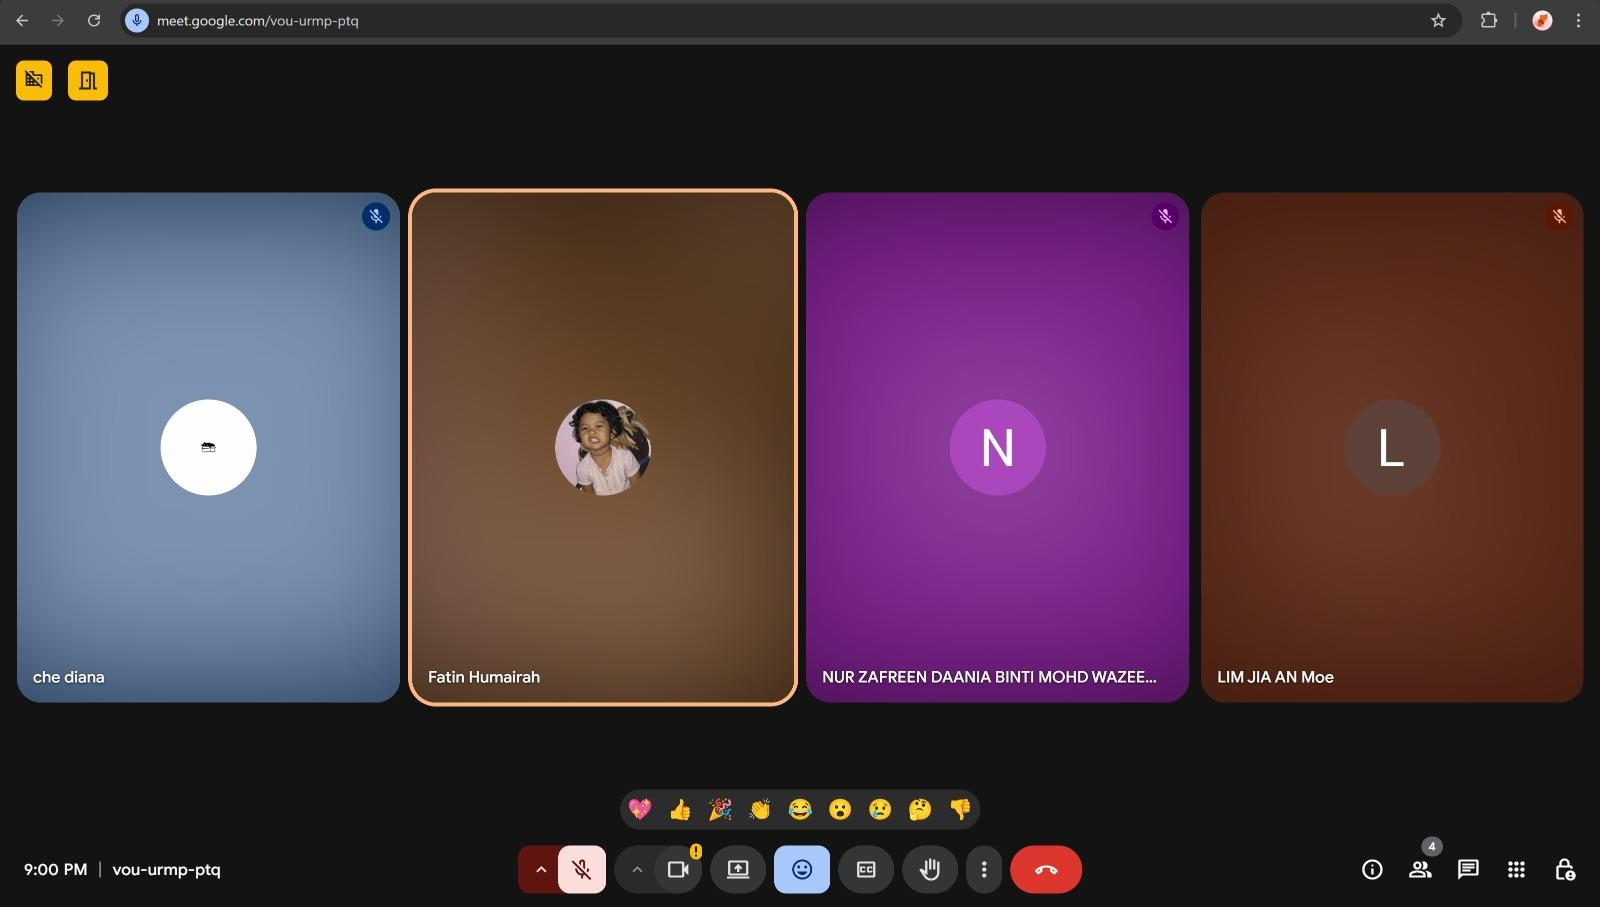 meet.google.com/vou-urmp-ptq
che diana
Fatin Humairah
N
NUR ZAFREEN DAANIA BINTI MOHD WAZEE...
L
LIM JIA AN Moe
9:00 PM | vou-urmp-ptq
4